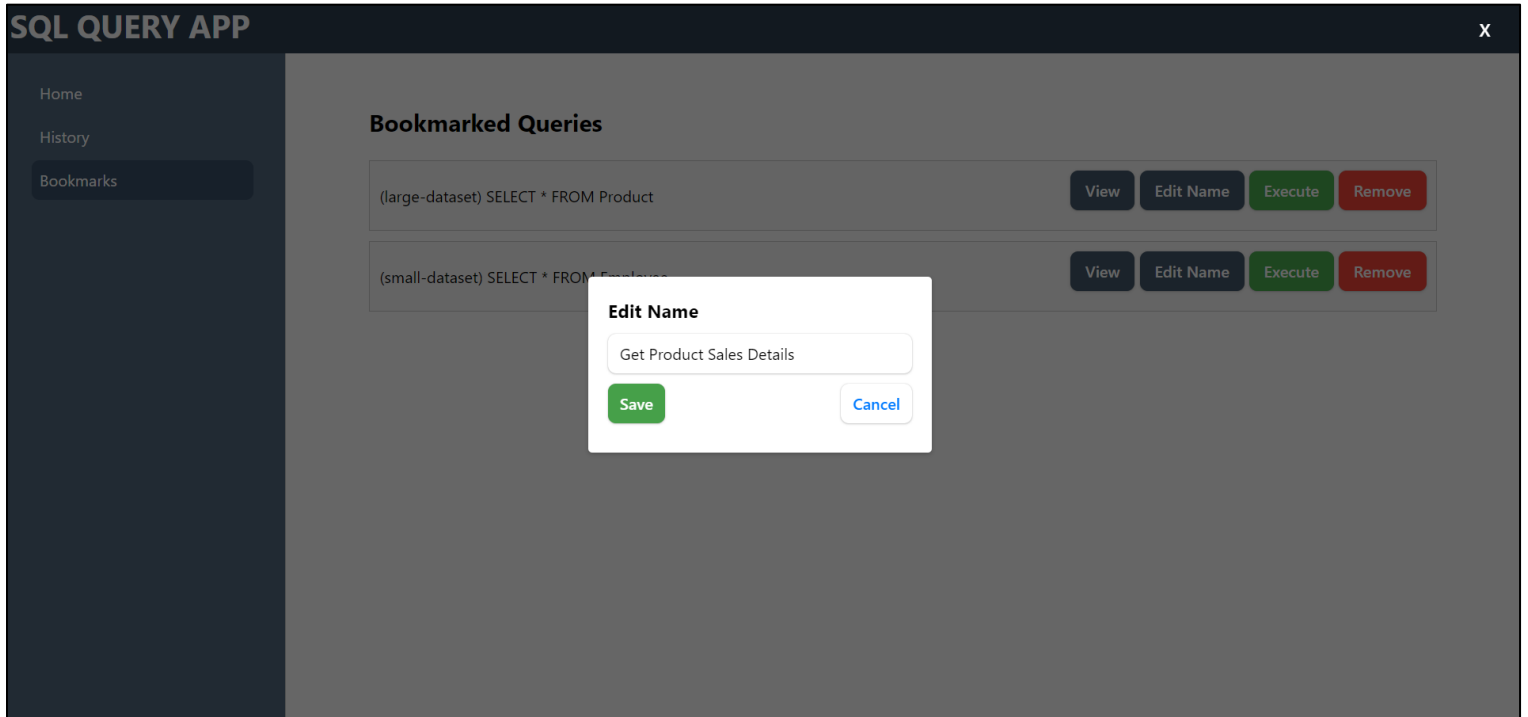 SQL QUERY APP
X
Home
History
Bookmarks
Bookmarked Queries
(large-dataset) SELECT * FROM Product
View
Edit Name
Execute
Remove
(small-dataset) SELECT * FROM
View
Edit Name
Execute
Remove
Edit Name
Get Product Sales Details
Save
Cancel